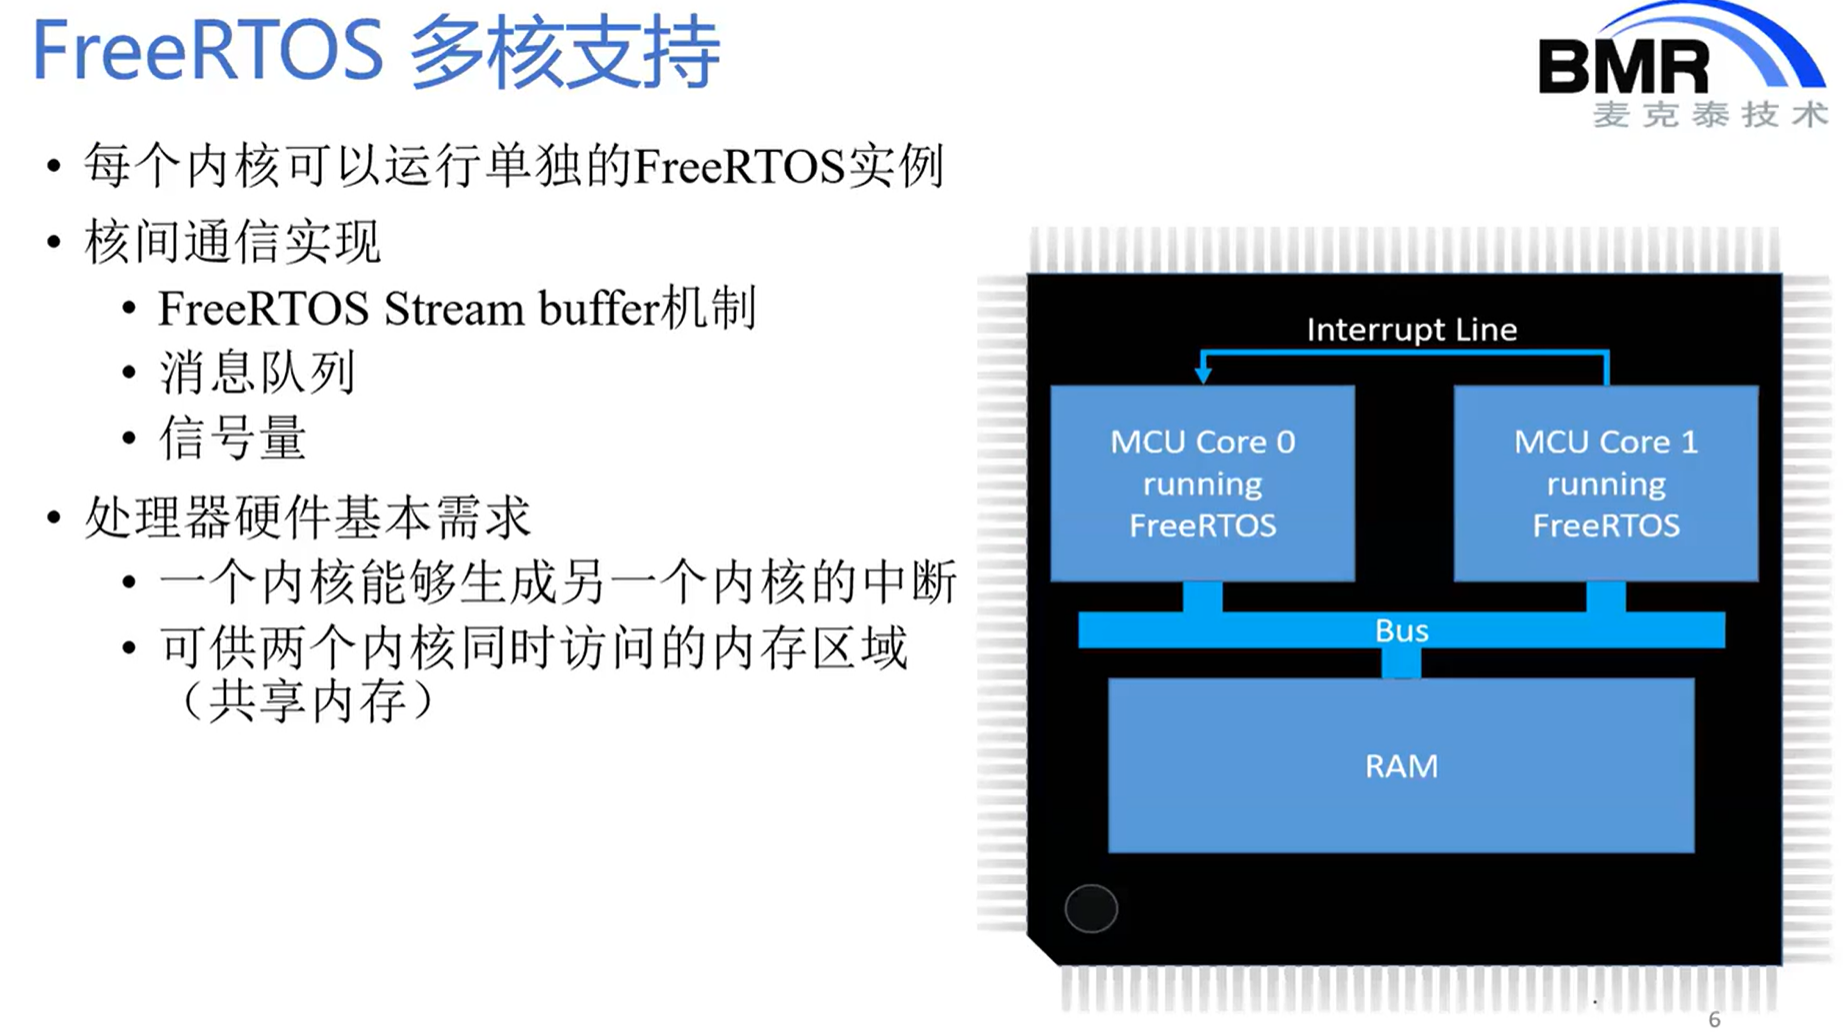 FreeRTOS 多核支持
BMR
麦克泰技术
• 每个内核可以运行单独的FreeRTOS实例
• 核间通信实现
• FreeRTOS Stream buffer机制
• 消息队列
• 信号量
• 处理器硬件基本需求
• 一个内核能够生成另一个内核的中断
• 可供两个内核同时访问的内存区域
（共享内存）
Interrupt Line
MCU Core 0
running
FreeRTOS
MCU Core 1
running
FreeRTOS
Bus
RAM
6